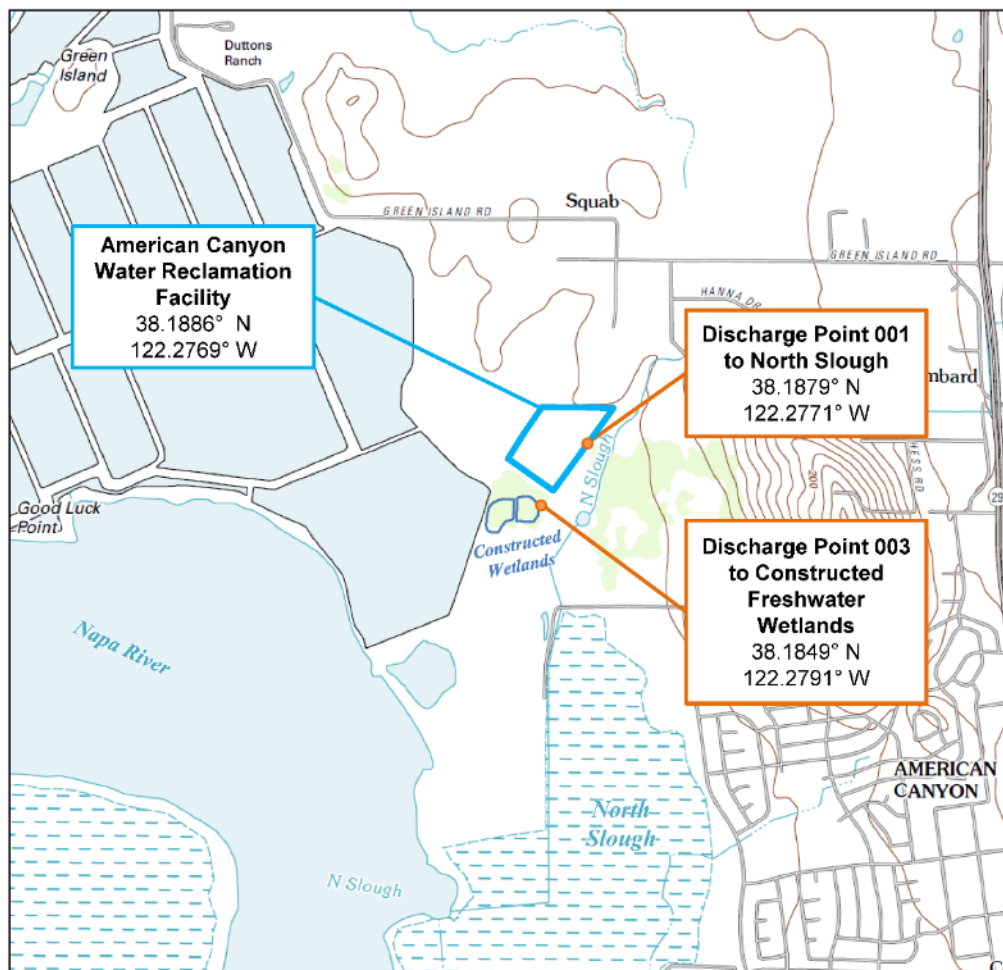 Green
Island
Duttons
Ranch
GREEN ISLAND RD
Squab
GREEN ISLAND RD
HANNA DR
American Canyon
Water Reclamation
Facility
38.1886° N
122.2769° W
Discharge Point 001
to North Slough
38.1879° N
122.2771° W
mbard
N Slough
200
ESS RD
29
Good Luck
Point
Constructed
Wetlands
Discharge Point 003
to Constructed
Freshwater
Wetlands
38.1849° N
122.2791° W
Napa River
North
Slough
AMERICAN
CANYON
N Slough